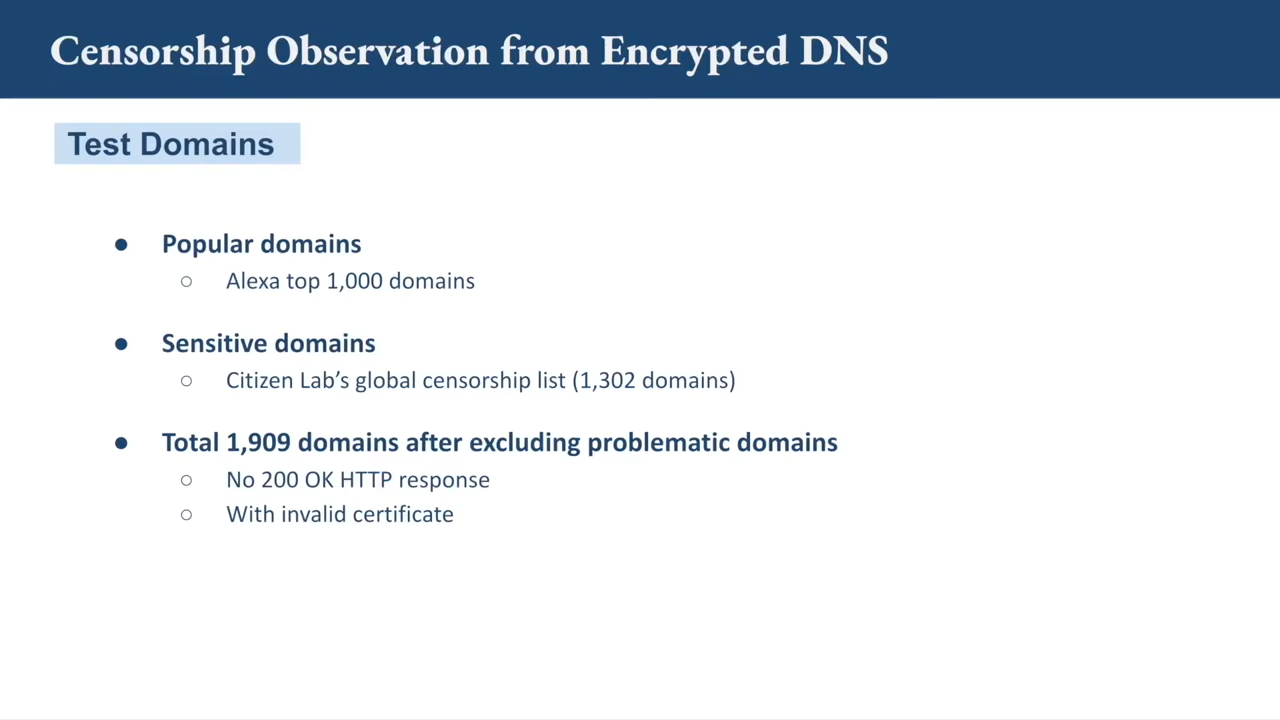 Censorship Observation from Encrypted DNS
Test Domains
● Popular domains
○ Alexa top 1,000 domains
● Sensitive domains
○ Citizen Lab’s global censorship list (1,302 domains)
● Total 1,909 domains after excluding problematic domains
○ No 200 OK HTTP response
○ With invalid certificate